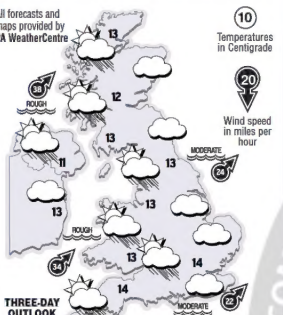 ll forecasts and
maps provided by
A WeatherCentre
10
Temperatures
in Centigrade
20
Wind speed
in miles per
hour
13
38
ROUGH
12
13
MODERATE
24
11
13
13
13
ROUGH
34
13
14
14
MODERATE
22
THREE-DAY
OUTLOOK